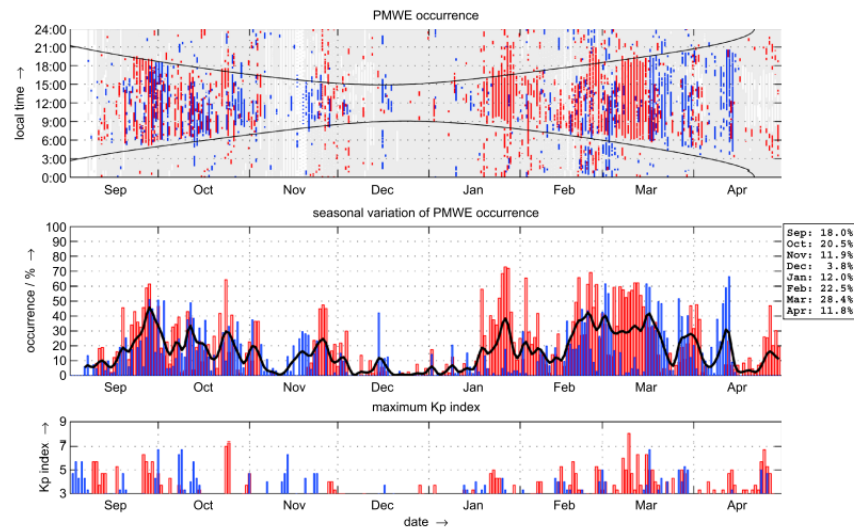 PMWE occurrence
local time →
24:00
21:00
18:00
15:00
12:00
9:00
6:00
3:00
0:00
Sep Oct Nov Dec Jan Feb Mar Apr
seasonal variation of PMWE occurrence
occurrence / % →
100
90
80
70
60
50
40
30
20
10
0
Sep Oct Nov Dec Jan Feb Mar Apr
Sep: 18.0%
Oct: 20.5%
Nov: 11.9%
Dec: 3.8%
Jan: 12.0%
Feb: 22.5%
Mar: 28.4%
Apr: 11.8%
maximum Kp index
Kp index →
9
7
5
3
Sep Oct Nov Dec Jan Feb Mar Apr
date →